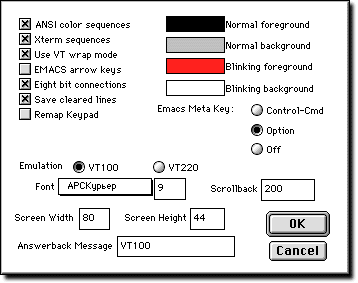 ANSI color sequences
Normal foreground
Xterm sequences
Normal background
Use VT wrap mode
EMACS arrow keys
Blinking foreground
Eight bit connections
Blinking background
Save cleared lines
Emacs Meta Key:
Control-Cmd
Remap Keypad
Option
Off
Emulation
VT100
VT220
Font
APCКурьер
9
Scrollback
200
Screen Width
80
Screen Height
44
OK
Answerback Message
VT100
Cancel